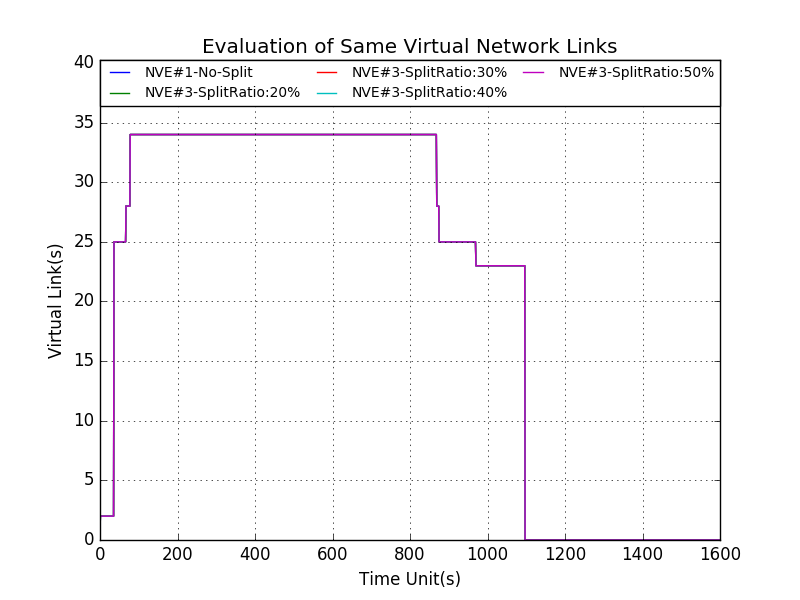 Evaluation of Same Virtual Network Links
NVE#1-No-Split NVE#3-SplitRatio:30% NVE#3-SplitRatio:50%
NVE#3-SplitRatio:20% NVE#3-SplitRatio:40%
40
35
30
25
20
15
10
5
0
Virtual Link(s)
0 200 400 600 800 1000 1200 1400 1600
Time Unit(s)